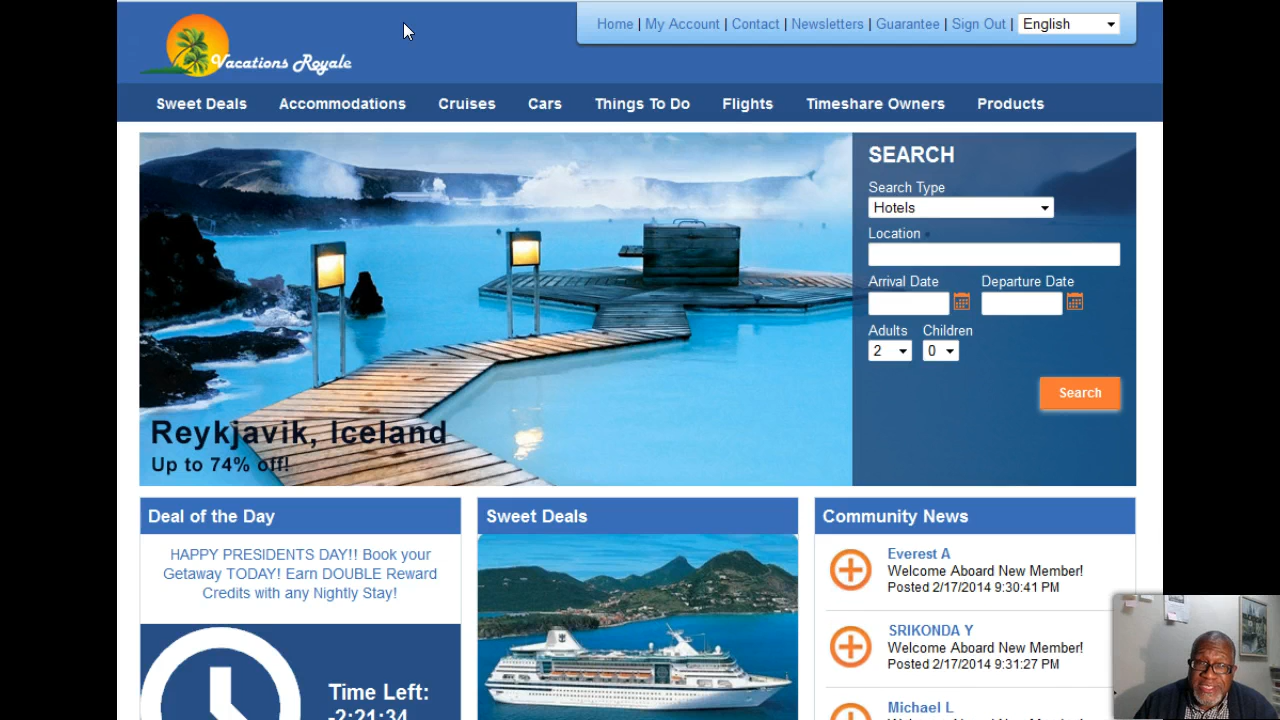 Home | My Account | Contact | Newsletters | Guarantee | Sign Out | English
Vacations Royale
Sweet Deals Accommodations Cruises Cars Things To Do Flights Timeshare Owners Products
SEARCH
Search Type
Hotels
Location
Arrival Date Departure Date
Adults Children
2 0
Search
Reykjavik, Iceland
Up to 74% off!
Deal of the Day
HAPPY PRESIDENTS DAY!! Book your
Getaway TODAY! Earn DOUBLE Reward
Credits with any Nightly Stay!
Time Left:
-2:21:34
Sweet Deals
Community News
Everest A
Welcome Aboard New Member!
Posted 2/17/2014 9:30:41 PM
SRIKONDA Y
Welcome Aboard New Member!
Posted 2/17/2014 9:31:27 PM
Michael L